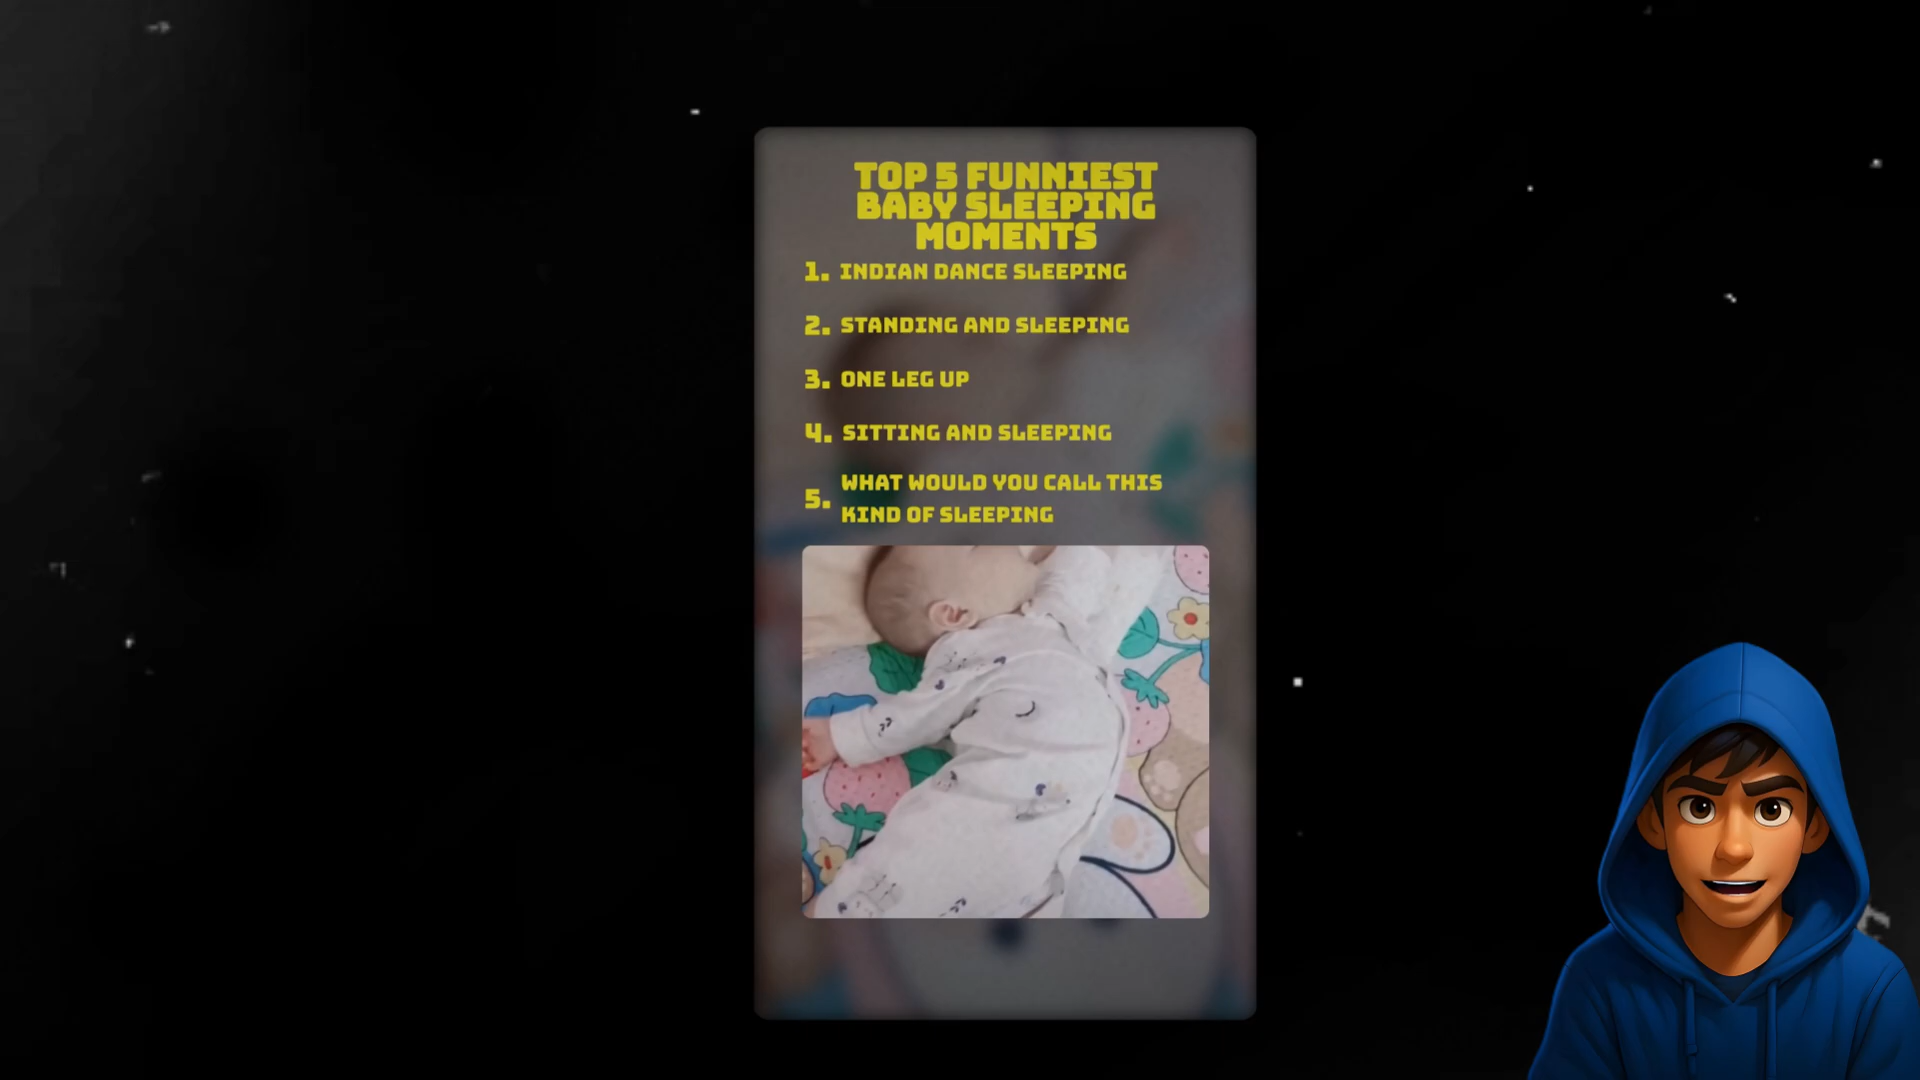 TOP 5 FUNNIEST
BABY SLEEPING
MOMENTS
1. INDIAN DANCE SLEEPING
2. STANDING AND SLEEPING
3. ONE LEG UP
4. SITTING AND SLEEPING
5. WHAT WOULD YOU CALL THIS
KIND OF SLEEPING